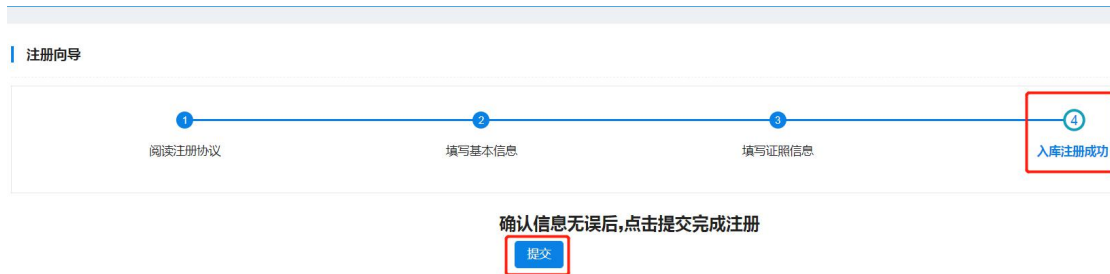 注册向导
1 2 3 4
阅读注册协议 填写基本信息 填写证照信息 入库注册成功
确认信息无误后,点击提交完成注册
提交